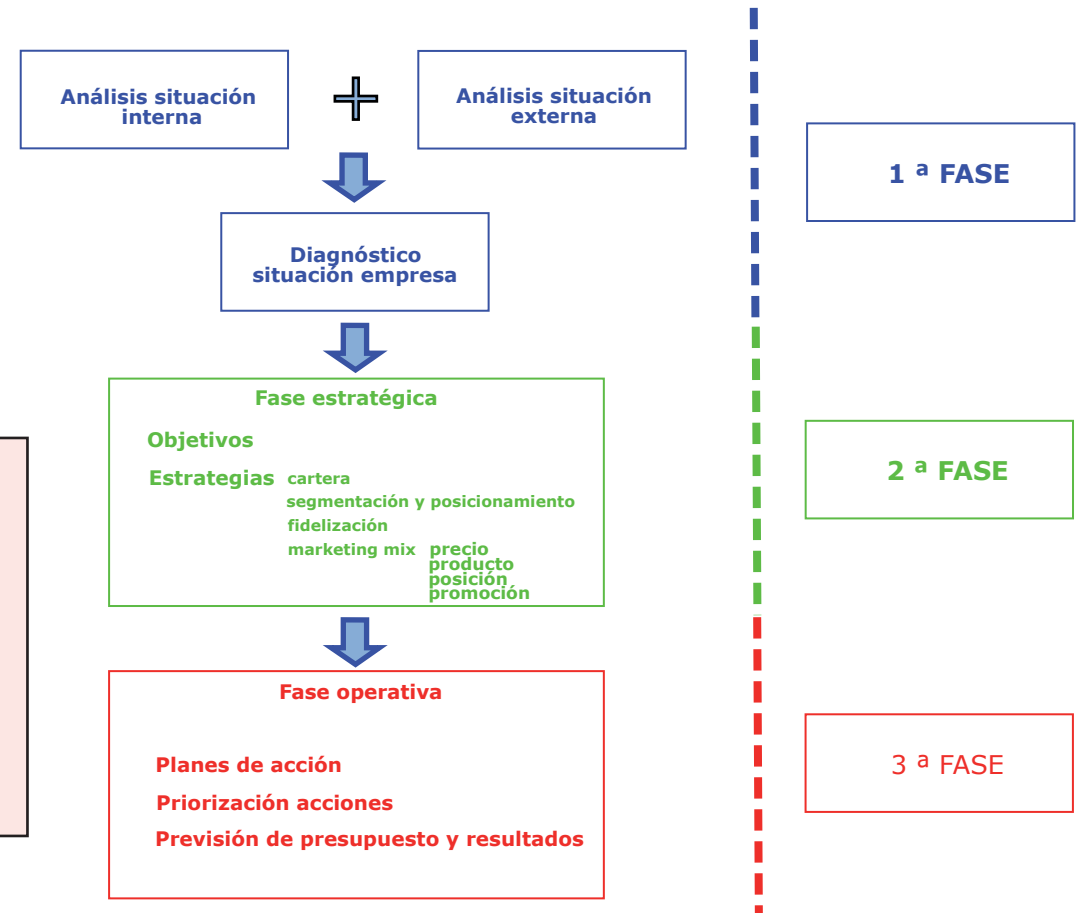 Análisis situación
interna
Análisis situación
externa
1 ª FASE
Diagnóstico
situación empresa
Fase estratégica
Objetivos
Estrategias cartera
segmentación y posicionamiento
fidelización
marketing mix precio
producto
posición
promoción
2 ª FASE
Fase operativa
Planes de acción
Priorización acciones
Previsión de presupuesto y resultados
3 ª FASE